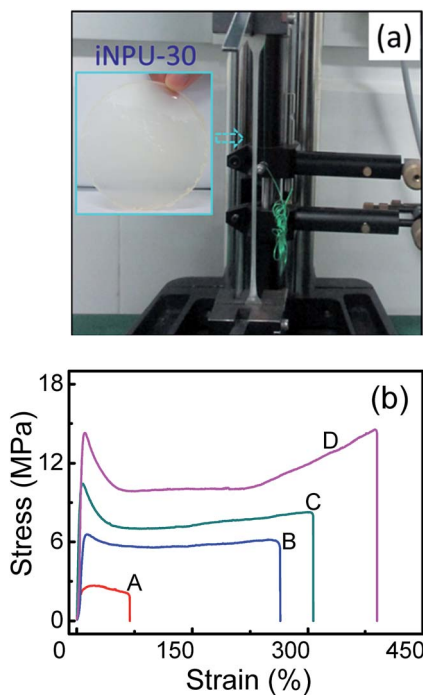 (a)
iNPU-30
(b)
Stress (MPa)
18
12
6
0
D
C
B
A
0 150 300 450
Strain (%)